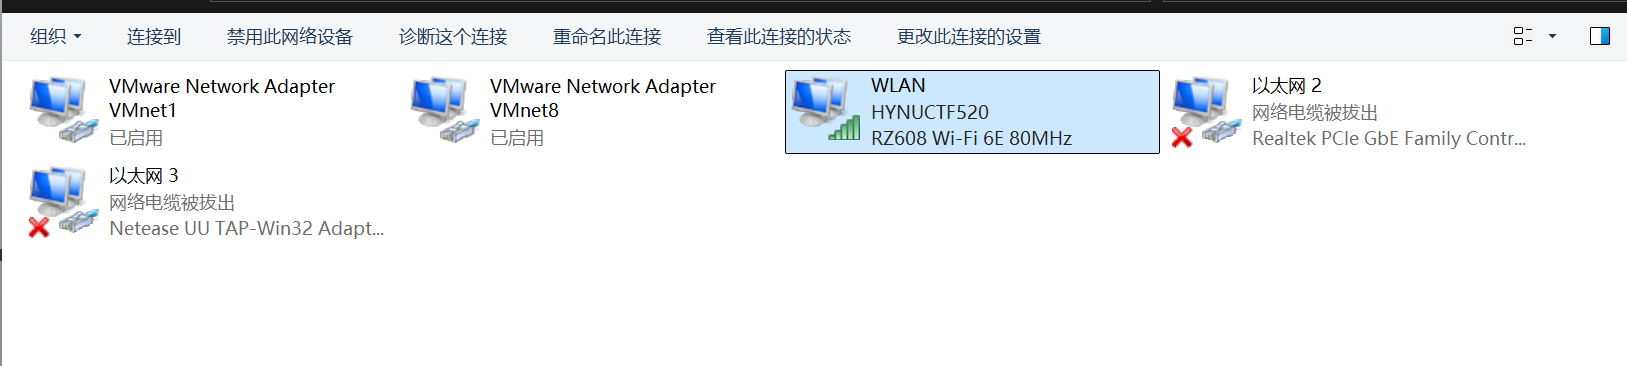 组织 连接到 禁用此网络设备 诊断这个连接 重命名此连接 查看此连接的状态 更改此连接的设置
VMware Network Adapter
VMnet1
已启用
VMware Network Adapter
VMnet8
已启用
WLAN
HYNUCTF520
RZ608 Wi-Fi 6E 80MHz
以太网 2
网络电缆被拔出
Realtek PCIe GbE Family Contr...
以太网 3
网络电缆被拔出
Netease UU TAP-Win32 Adapt...